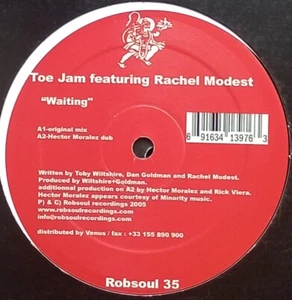 Toe Jam featuring Rachel Modest
"Waiting"
A1-original mix
A2-Hector Moralez dub
6 91634 13976 3
Written by Toby Wiltshire, Dan Goldman and Rachel Modest.
Produced by Wiltshire+Goldman.
additionnal production on A2 by Hector Moralez and Rick Viera.
Hector Moralez appears courtesy of Minority music.
P & C) Robsoul recordings 2005
www.robsoulrecordings.com
info@robsoulrecordings.com
distributed by Venus / fax : +33 155 890 900
Robsoul 35